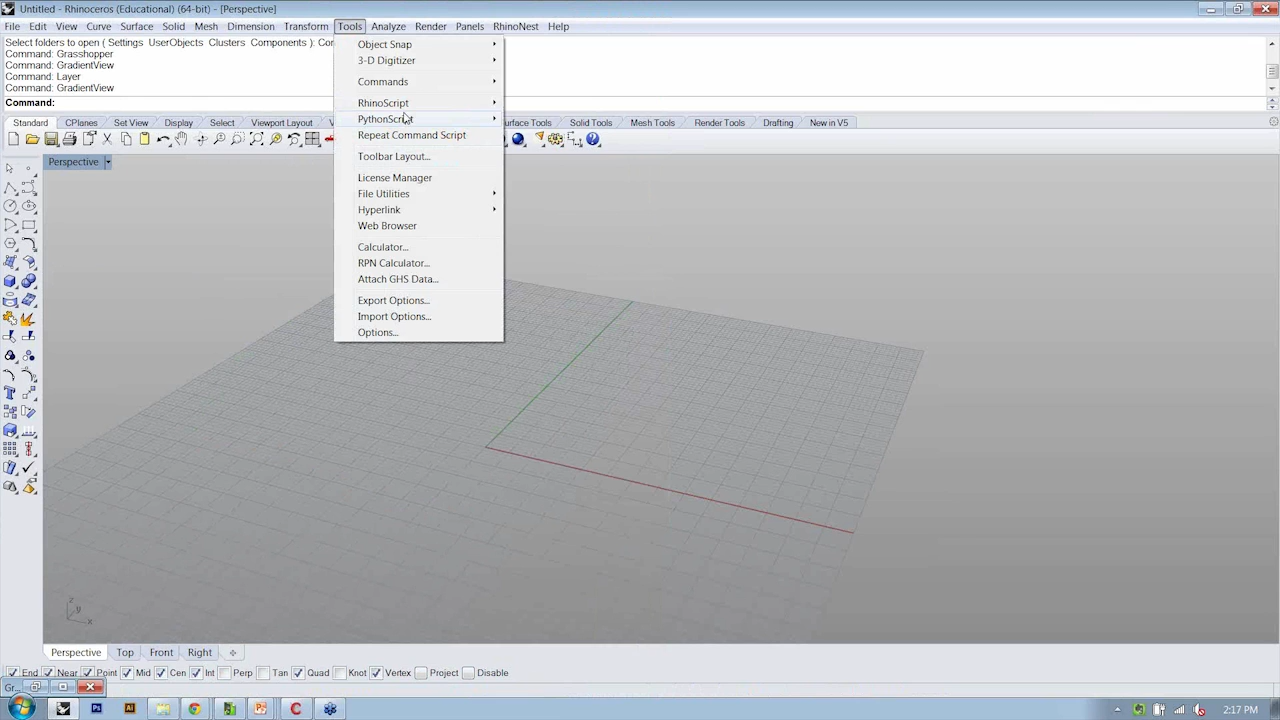 Untitled - Rhinoceros (Educational) (64-bit) - [Perspective]
File Edit View Curve Surface Solid Mesh Dimension Transform Tools Analyze Render Panels RhinoNest Help
Select folders to open ( Settings UserObjects Clusters Components ): Cor
Command: Grasshopper
Command: GradientView
Command: Layer
Command: GradientView
Command:
Standard CPlanes Set View Display Select Viewport Layout V urface Tools Solid Tools Mesh Tools Render Tools Drafting New in V5
Perspective
Object Snap
3-D Digitizer
Commands
RhinoScript
PythonScript
Repeat Command Script
Toolbar Layout...
License Manager
File Utilities
Hyperlink
Web Browser
Calculator...
RPN Calculator...
Attach GHS Data...
Export Options...
Import Options...
Options...
z
y
x
Perspective Top Front Right
End Near Point Mid Cen Int Perp Tan Quad Knot Vertex Project Disable
Gr...
Ps Ai P C
2:17 PM